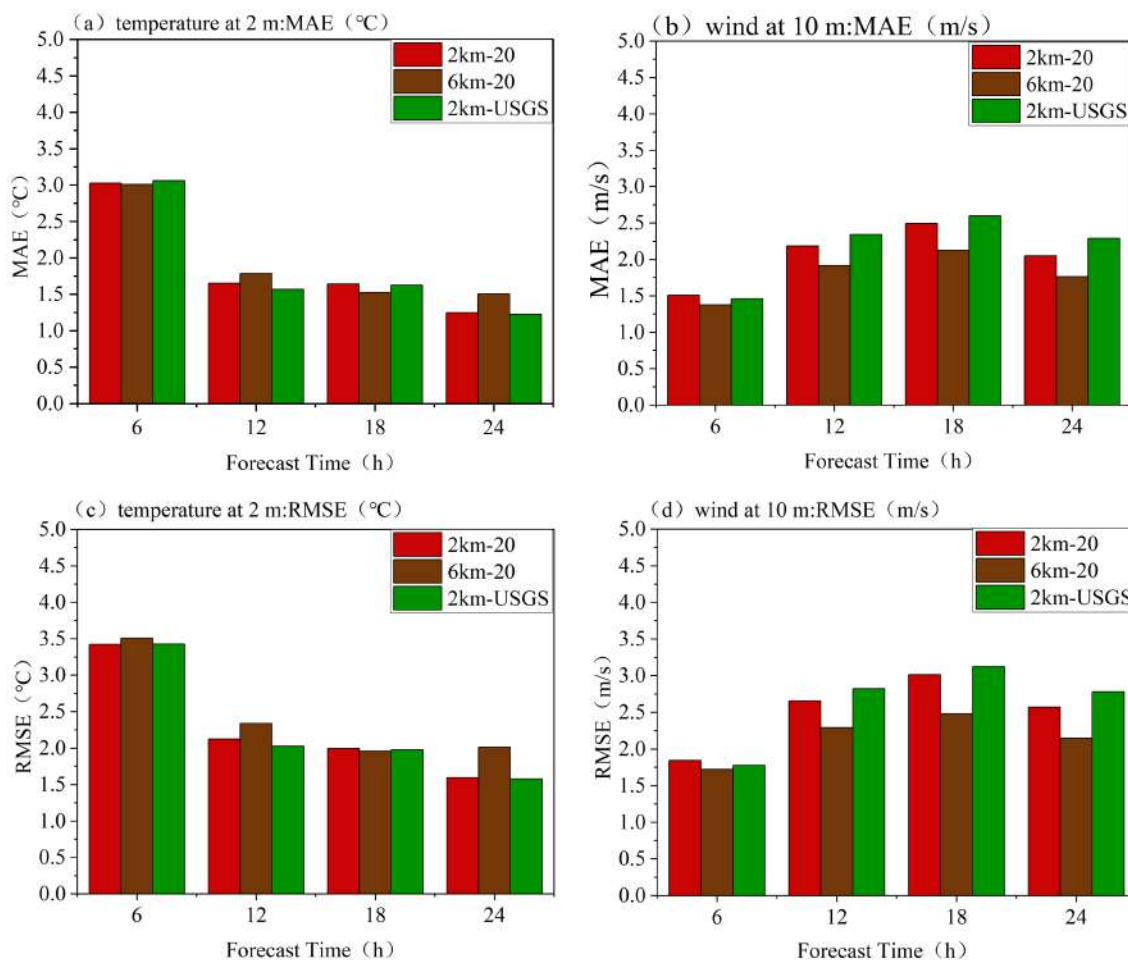 （a）temperature at 2 m:MAE（°C）
5.0
4.5
4.0
3.5
3.0
2.5
2.0
1.5
1.0
0.5
0.0
MAE（°C）
2km-20
6km-20
2km-USGS
6 12 18 24
Forecast Time（h）
（b）wind at 10 m:MAE（m/s）
5.0
4.5
4.0
3.5
3.0
2.5
2.0
1.5
1.0
0.5
0.0
MAE（m/s）
2km-20
6km-20
2km-USGS
6 12 18 24
Forecast Time（h）
（c）temperature at 2 m:RMSE（°C）
5.0
4.5
4.0
3.5
3.0
2.5
2.0
1.5
1.0
0.5
0.0
RMSE（°C）
2km-20
6km-20
2km-USGS
6 12 18 24
Forecast Time（h）
（d）wind at 10 m:RMSE（m/s）
5.0
4.5
4.0
3.5
3.0
2.5
2.0
1.5
1.0
0.5
0.0
RMSE（m/s）
2km-20
6km-20
2km-USGS
6 12 18 24
Forecast Time（h）